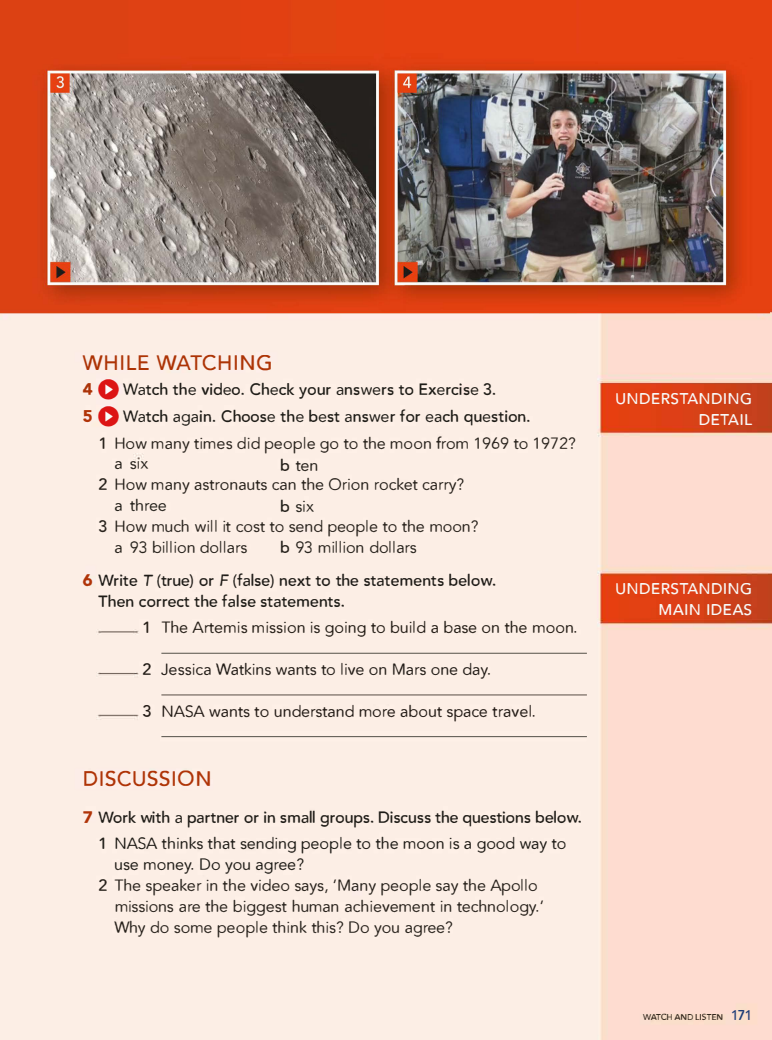 3
4
WHILE WATCHING
4 Watch the video. Check your answers to Exercise 3.
UNDERSTANDING
DETAIL
5 Watch again. Choose the best answer for each question.
1 How many times did people go to the moon from 1969 to 1972?
a six b ten
2 How many astronauts can the Orion rocket carry?
a three b six
3 How much will it cost to send people to the moon?
a 93 billion dollars b 93 million dollars
6 Write T (true) or F (false) next to the statements below.
Then correct the false statements.
UNDERSTANDING
MAIN IDEAS
1 The Artemis mission is going to build a base on the moon.
2 Jessica Watkins wants to live on Mars one day.
3 NASA wants to understand more about space travel.
DISCUSSION
7 Work with a partner or in small groups. Discuss the questions below.
1 NASA thinks that sending people to the moon is a good way to
use money. Do you agree?
2 The speaker in the video says, ‘Many people say the Apollo
missions are the biggest human achievement in technology.’
Why do some people think this? Do you agree?
WATCH AND LISTEN 171